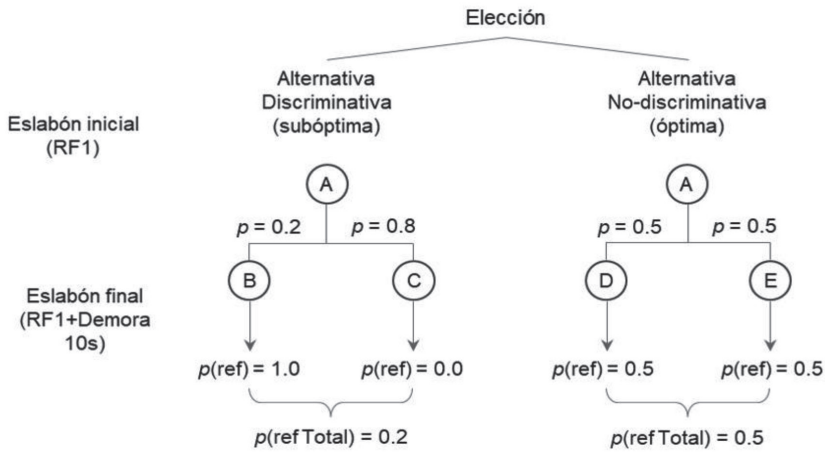 Elección
Alternativa
Discriminativa
(subóptima)
Alternativa
No-discriminativa
(óptima)
Eslabón inicial
(RF1)
A
A
p = 0.2
p = 0.8
p = 0.5
p = 0.5
B
C
D
E
Eslabón final
(RF1+Demora
10s)
p(ref) = 1.0
p(ref) = 0.0
p(ref) = 0.5
p(ref) = 0.5
p(ref Total) = 0.2
p(ref Total) = 0.5